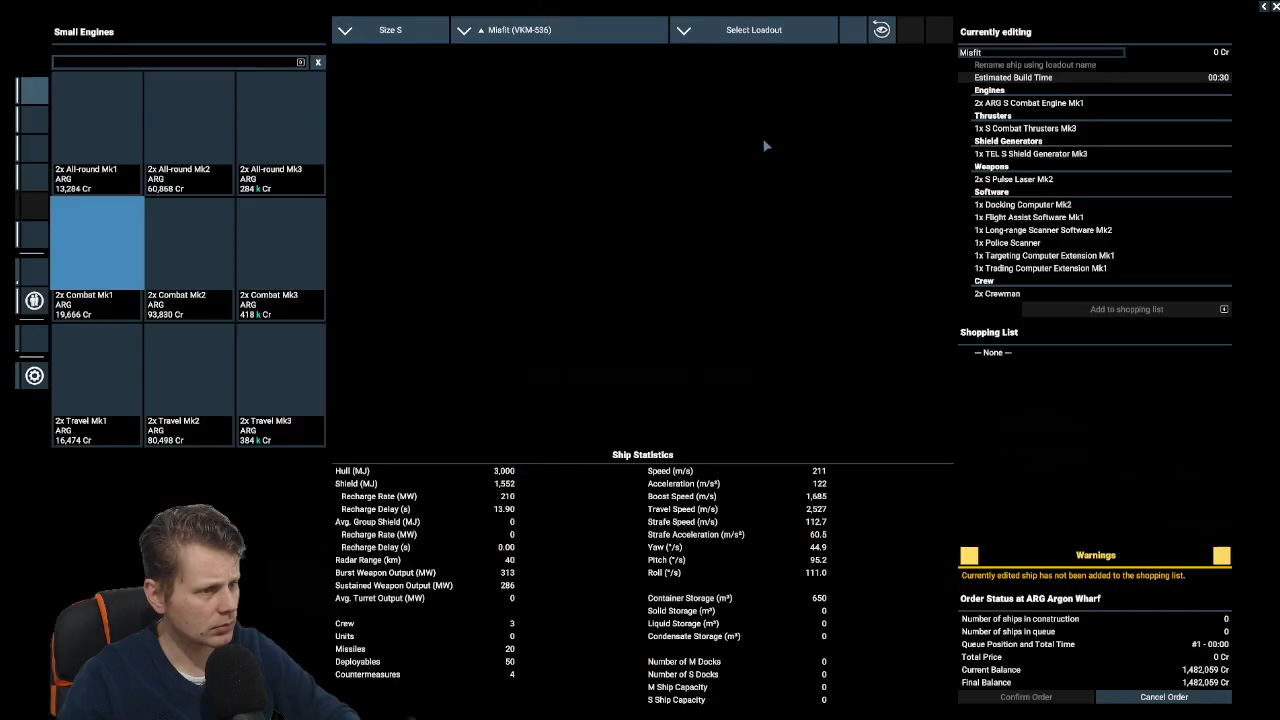 Small Engines
2x All-round Mk1
ARG
13,284 Cr
2x All-round Mk2
ARG
60,868 Cr
2x All-round Mk3
ARG
284 k Cr
2x Combat Mk1
ARG
19,666 Cr
2x Combat Mk2
ARG
93,830 Cr
2x Combat Mk3
ARG
418 k Cr
2x Travel Mk1
ARG
16,474 Cr
2x Travel Mk2
ARG
80,498 Cr
2x Travel Mk3
ARG
384 k Cr
Size S
Misfit (VKM-536)
Select Loadout
Ship Statistics
Hull (MJ) 3,000
Shield (MJ) 1,552
Recharge Rate (MW) 210
Recharge Delay (s) 13.90
Avg. Group Shield (MJ) 0
Recharge Rate (MW) 0
Recharge Delay (s) 0.00
Radar Range (km) 40
Burst Weapon Output (MW) 313
Sustained Weapon Output (MW) 286
Avg. Turret Output (MW) 0
Crew 3
Units 0
Missiles 20
Deployables 50
Countermeasures 4
Speed (m/s) 211
Acceleration (m/s²) 122
Boost Speed (m/s) 1,685
Travel Speed (m/s) 2,527
Strafe Speed (m/s) 112.7
Strafe Acceleration (m/s²) 60.5
Yaw (°/s) 44.9
Pitch (°/s) 95.2
Roll (°/s) 111.0
Container Storage (m³) 650
Solid Storage (m³) 0
Liquid Storage (m³) 0
Condensate Storage (m³) 0
Number of M Docks 0
Number of S Docks 0
M Ship Capacity 0
S Ship Capacity 0
Currently editing
Misfit 0 Cr
Rename ship using loadout name
Estimated Build Time 00:30
Engines
2x ARG S Combat Engine Mk1
Thrusters
1x S Combat Thrusters Mk3
Shield Generators
1x TEL S Shield Generator Mk3
Weapons
2x S Pulse Laser Mk2
Software
1x Docking Computer Mk2
1x Flight Assist Software Mk1
1x Long-range Scanner Software Mk2
1x Police Scanner
1x Targeting Computer Extension Mk1
1x Trading Computer Extension Mk1
Crew
2x Crewman
Add to shopping list
Shopping List
--- None ---
Warnings
Currently edited ship has not been added to the shopping list.
Order Status at ARG Argon Wharf
Number of ships in construction 0
Number of ships in queue 0
Queue Position and Total Time #1 - 00:00
Total Price 0 Cr
Current Balance 1,482,059 Cr
Final Balance 1,482,059 Cr
Confirm Order
Cancel Order